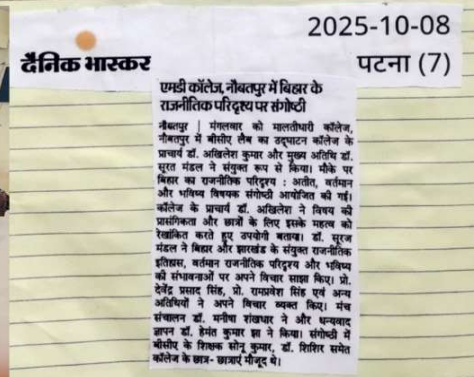 2025-10-08
दैनिक भास्कर
पटना (7)
एमडी कॉलेज, नौबतपुर में बिहार के
राजनीतिक परिदृश्य पर संगोष्ठी
नौबतपुर | मंगलवार को मालतीधारी कॉलेज,
नौबतपुर में बीसीए लैब का उद्घाटन कॉलेज के
प्राचार्य डॉ. अखिलेश कुमार और मुख्य अतिथि डॉ.
सूरत मंडल ने संयुक्त रूप से किया। मौके पर
बिहार का राजनीतिक परिदृश्य : अतीत, वर्तमान
और भविष्य विषयक संगोष्ठी आयोजित की गई।
कॉलेज के प्राचार्य डॉ. अखिलेश ने विषय की
प्रासंगिकता और छात्रों के लिए इसके महत्व को
रेखांकित करते हुए उपयोगी बताया। डॉ. सूरज
मंडल ने बिहार और झारखंड के संयुक्त राजनीतिक
इतिहास, वर्तमान राजनीतिक परिदृश्य और भविष्य
की संभावनाओं पर अपने विचार साझा किए। प्रो.
देवेंद्र प्रसाद सिंह, प्रो. रामप्रवेश सिंह एवं अन्य
अतिथियों ने अपने विचार व्यक्त किए। मंच
संचालन डॉ. मनीषा शंखधार ने और धन्यवाद
ज्ञापन डॉ. हेमंत कुमार झा ने किया। संगोष्ठी में
बीसीए के शिक्षक सोनू कुमार, डॉ. शिशिर समेत
कॉलेज के छात्र- छात्राएं मौजूद थे।